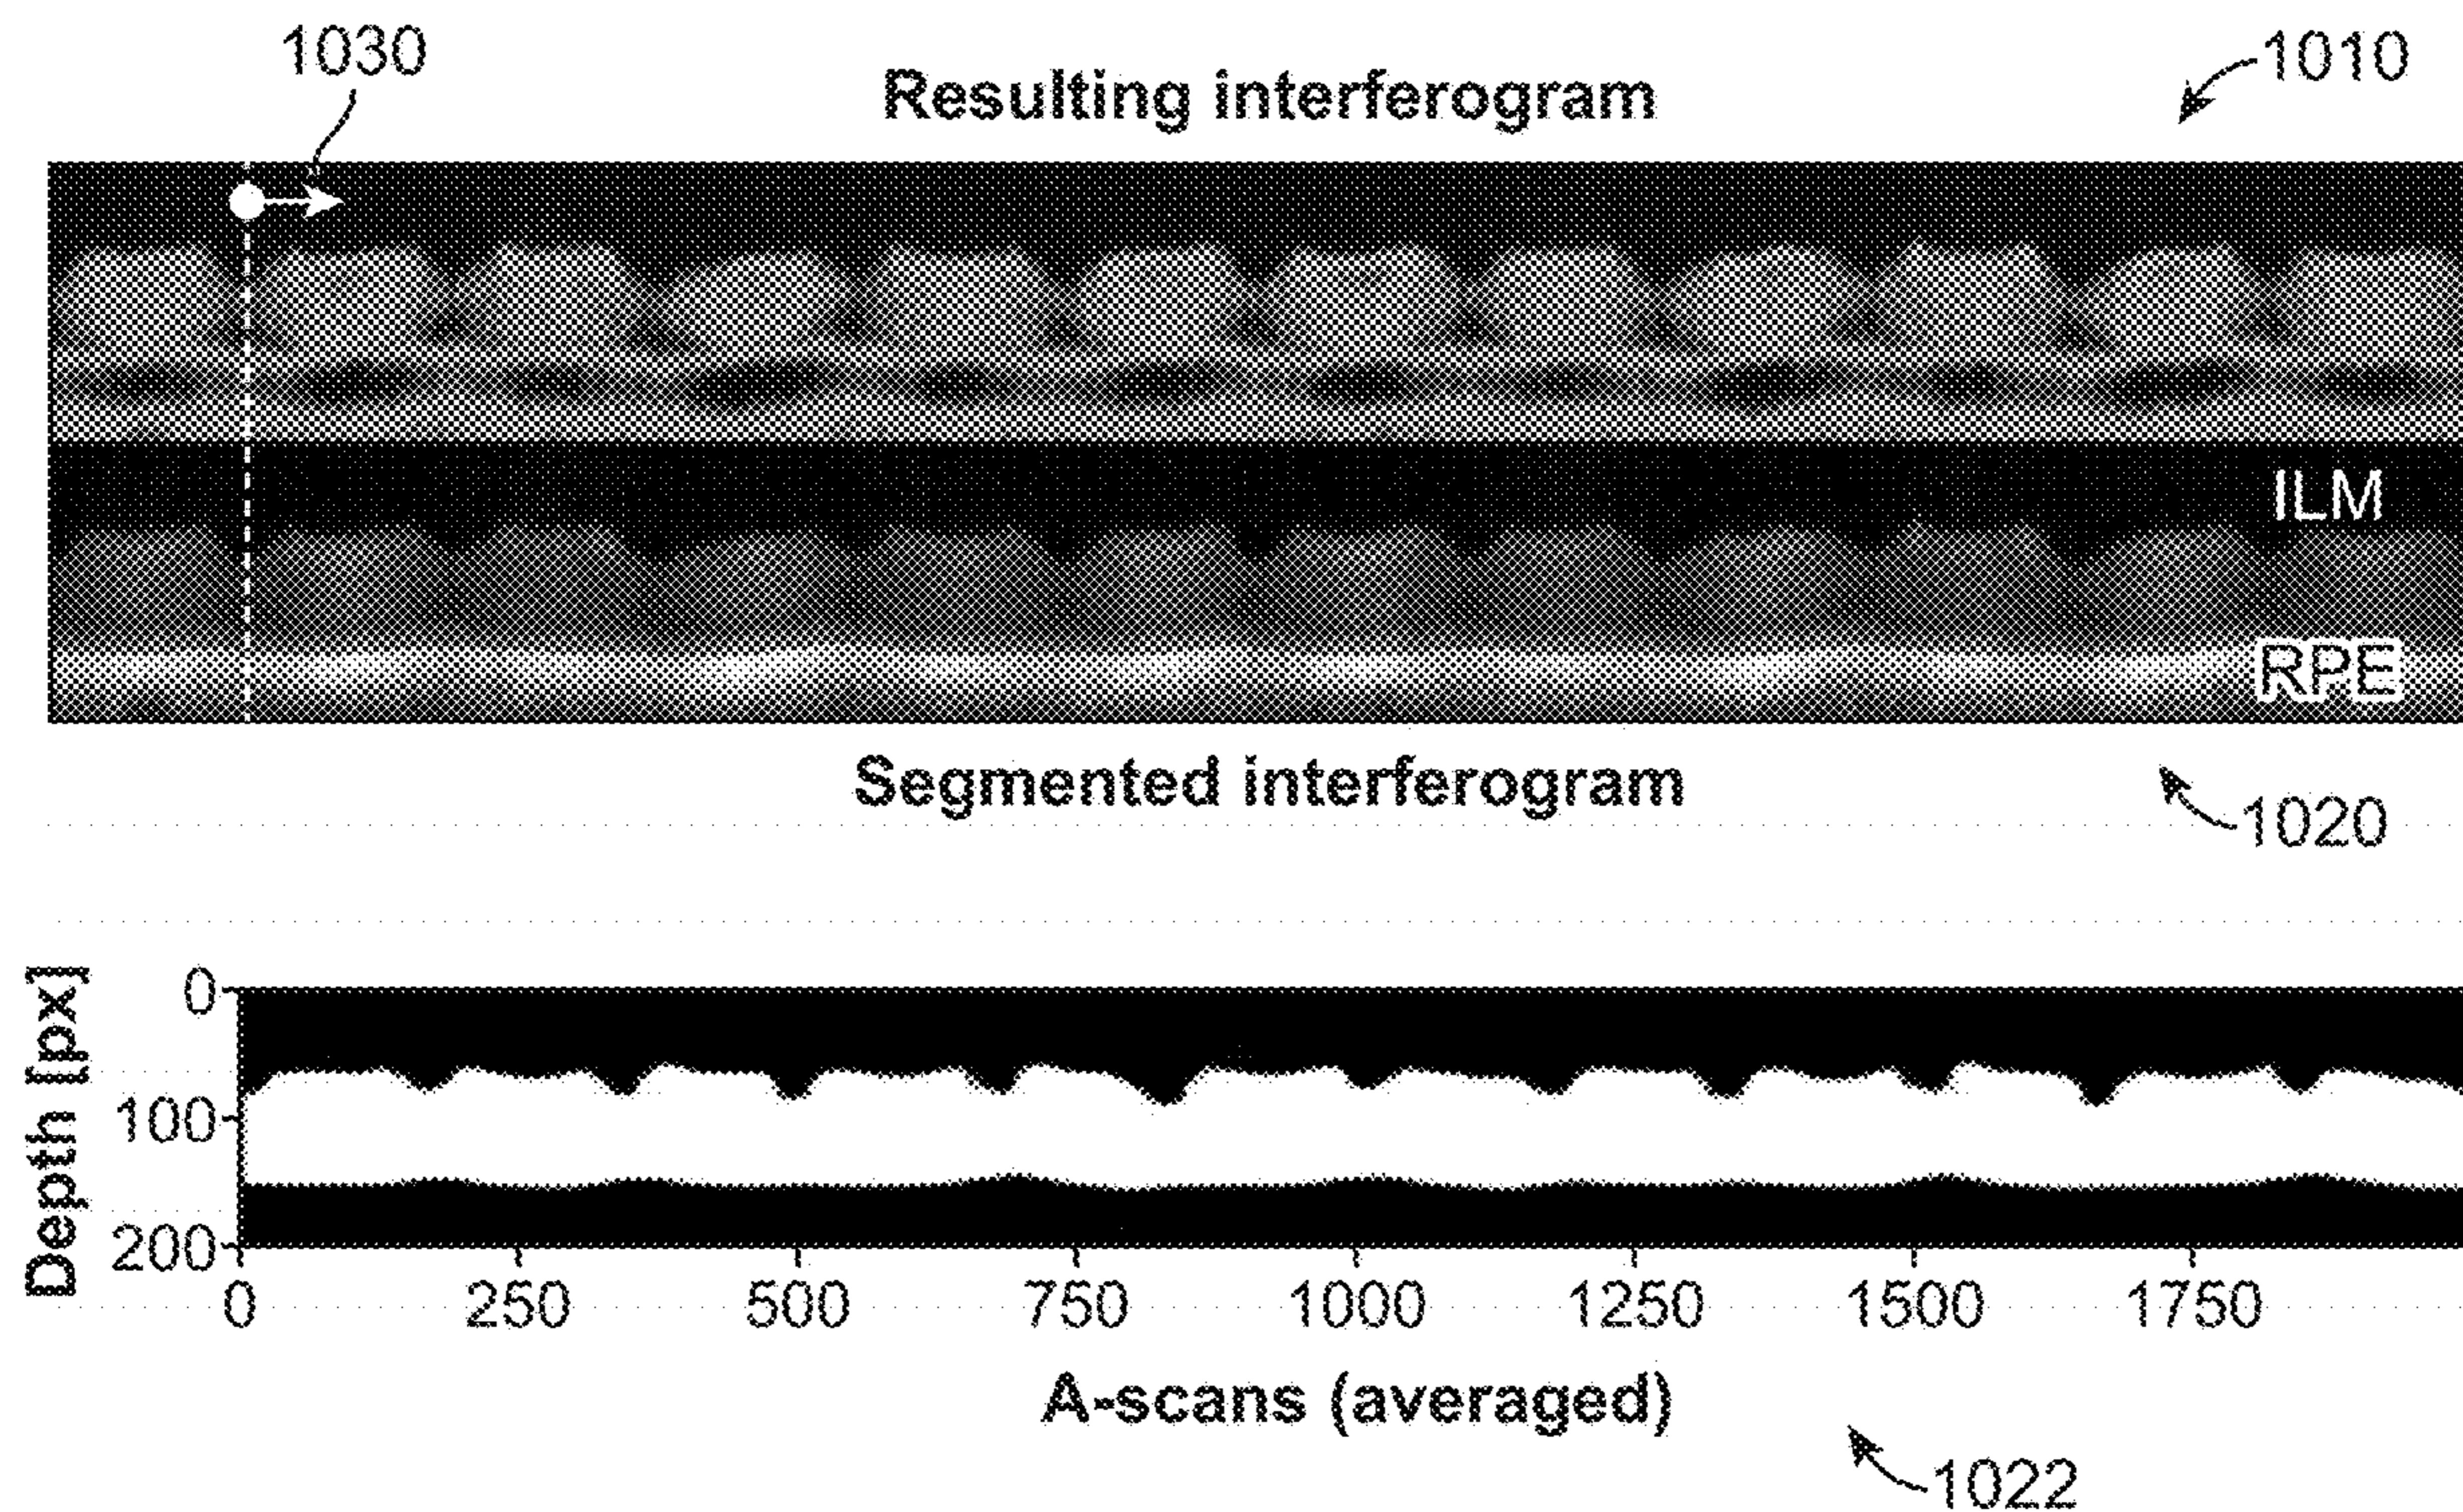 1030
1010
Resulting interferogram
ILM
RPE
Segmented interferogram
1020
Depth [px]
0
100
200
0 250 500 750 1000 1250 1500 1750
A-scans (averaged)
1022